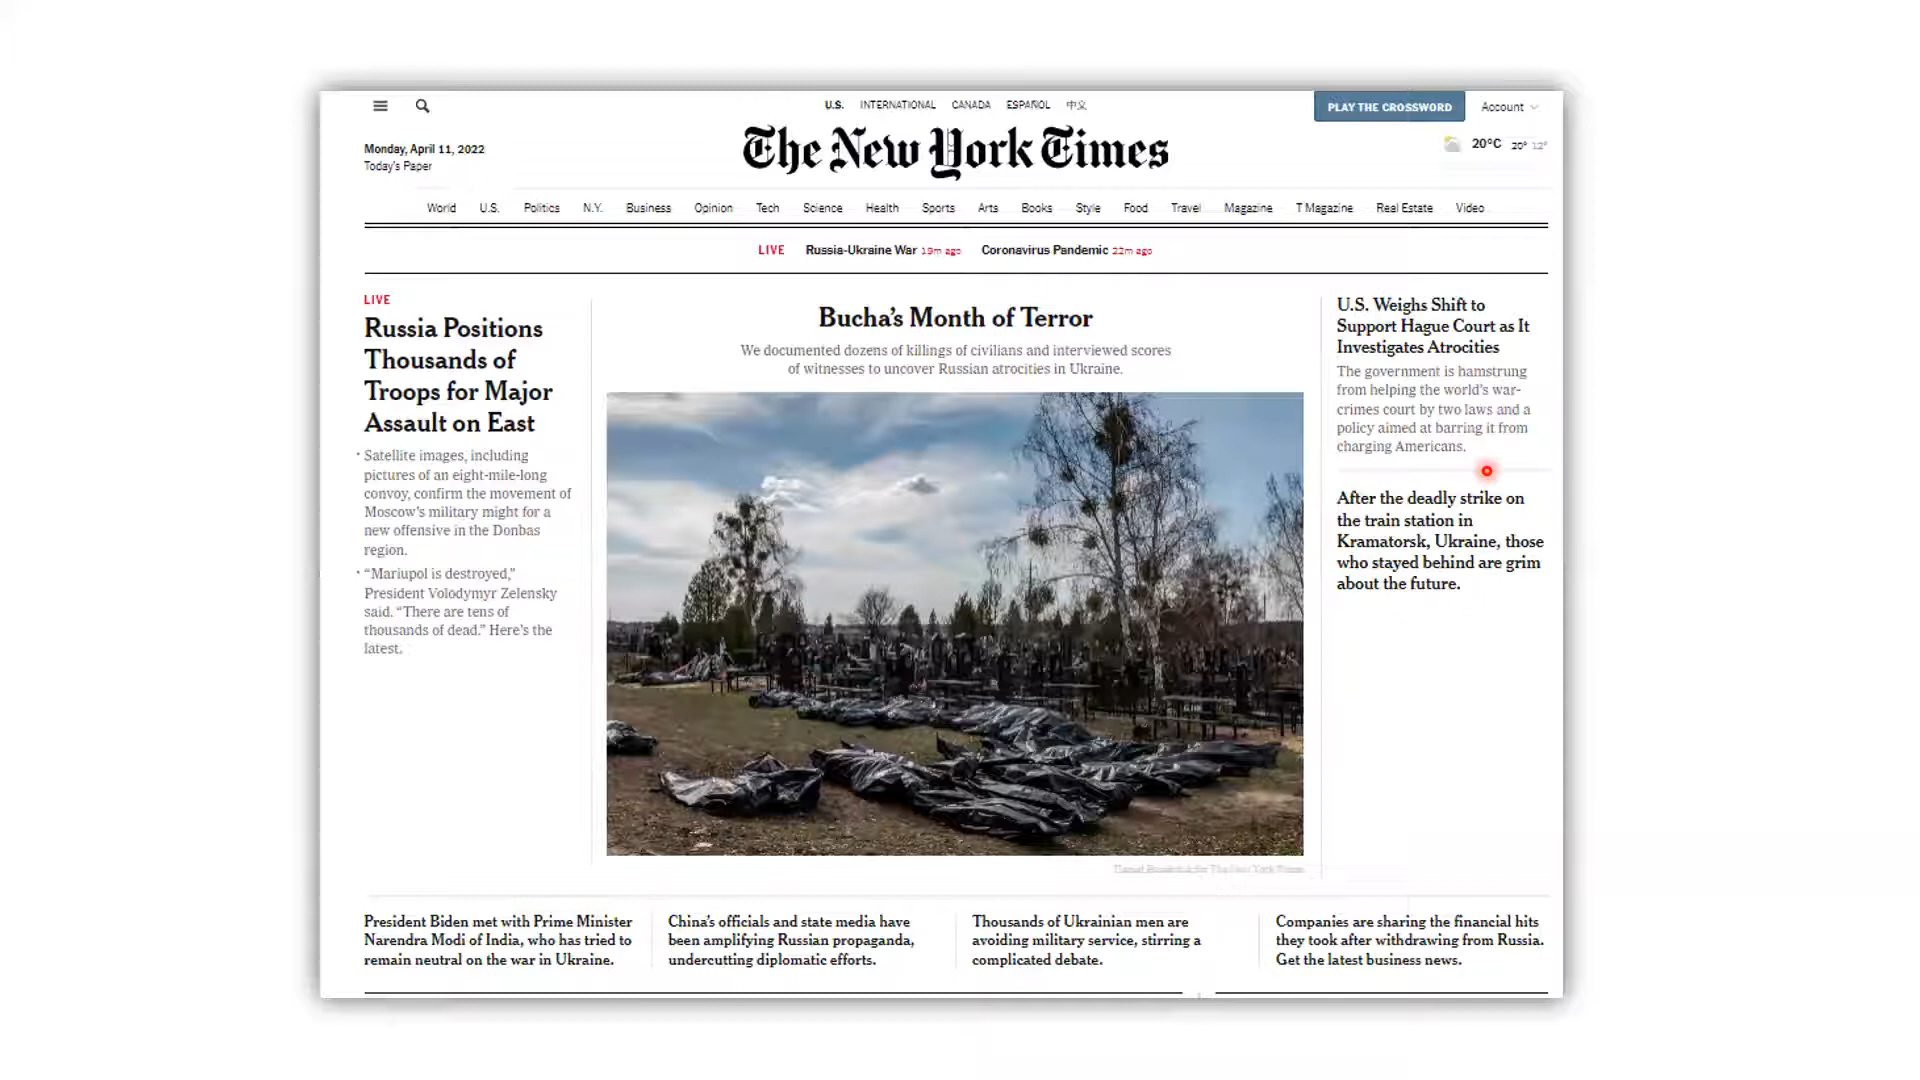 U.S. INTERNATIONAL CANADA ESPAÑOL 中文
PLAY THE CROSSWORD Account
Monday, April 11, 2022
Today's Paper
The New York Times
20°C 20° 12°
World U.S. Politics N.Y. Business Opinion Tech Science Health Sports Arts Books Style Food Travel Magazine T Magazine Real Estate Video
LIVE Russia-Ukraine War 19m ago Coronavirus Pandemic 22m ago
LIVE
Russia Positions
Thousands of
Troops for Major
Assault on East
• Satellite images, including
pictures of an eight-mile-long
convoy, confirm the movement of
Moscow's military might for a
new offensive in the Donbas
region.
• “Mariupol is destroyed,”
President Volodymyr Zelensky
said. “There are tens of
thousands of dead.” Here's the
latest.
Bucha's Month of Terror
We documented dozens of killings of civilians and interviewed scores
of witnesses to uncover Russian atrocities in Ukraine.
for The New York Times
U.S. Weighs Shift to
Support Hague Court as It
Investigates Atrocities
The government is hamstrung
from helping the world's war-
crimes court by two laws and a
policy aimed at barring it from
charging Americans.
After the deadly strike on
the train station in
Kramatorsk, Ukraine, those
who stayed behind are grim
about the future.
President Biden met with Prime Minister
Narendra Modi of India, who has tried to
remain neutral on the war in Ukraine.
China's officials and state media have
been amplifying Russian propaganda,
undercutting diplomatic efforts.
Thousands of Ukrainian men are
avoiding military service, stirring a
complicated debate.
Companies are sharing the financial hits
they took after withdrawing from Russia.
Get the latest business news.